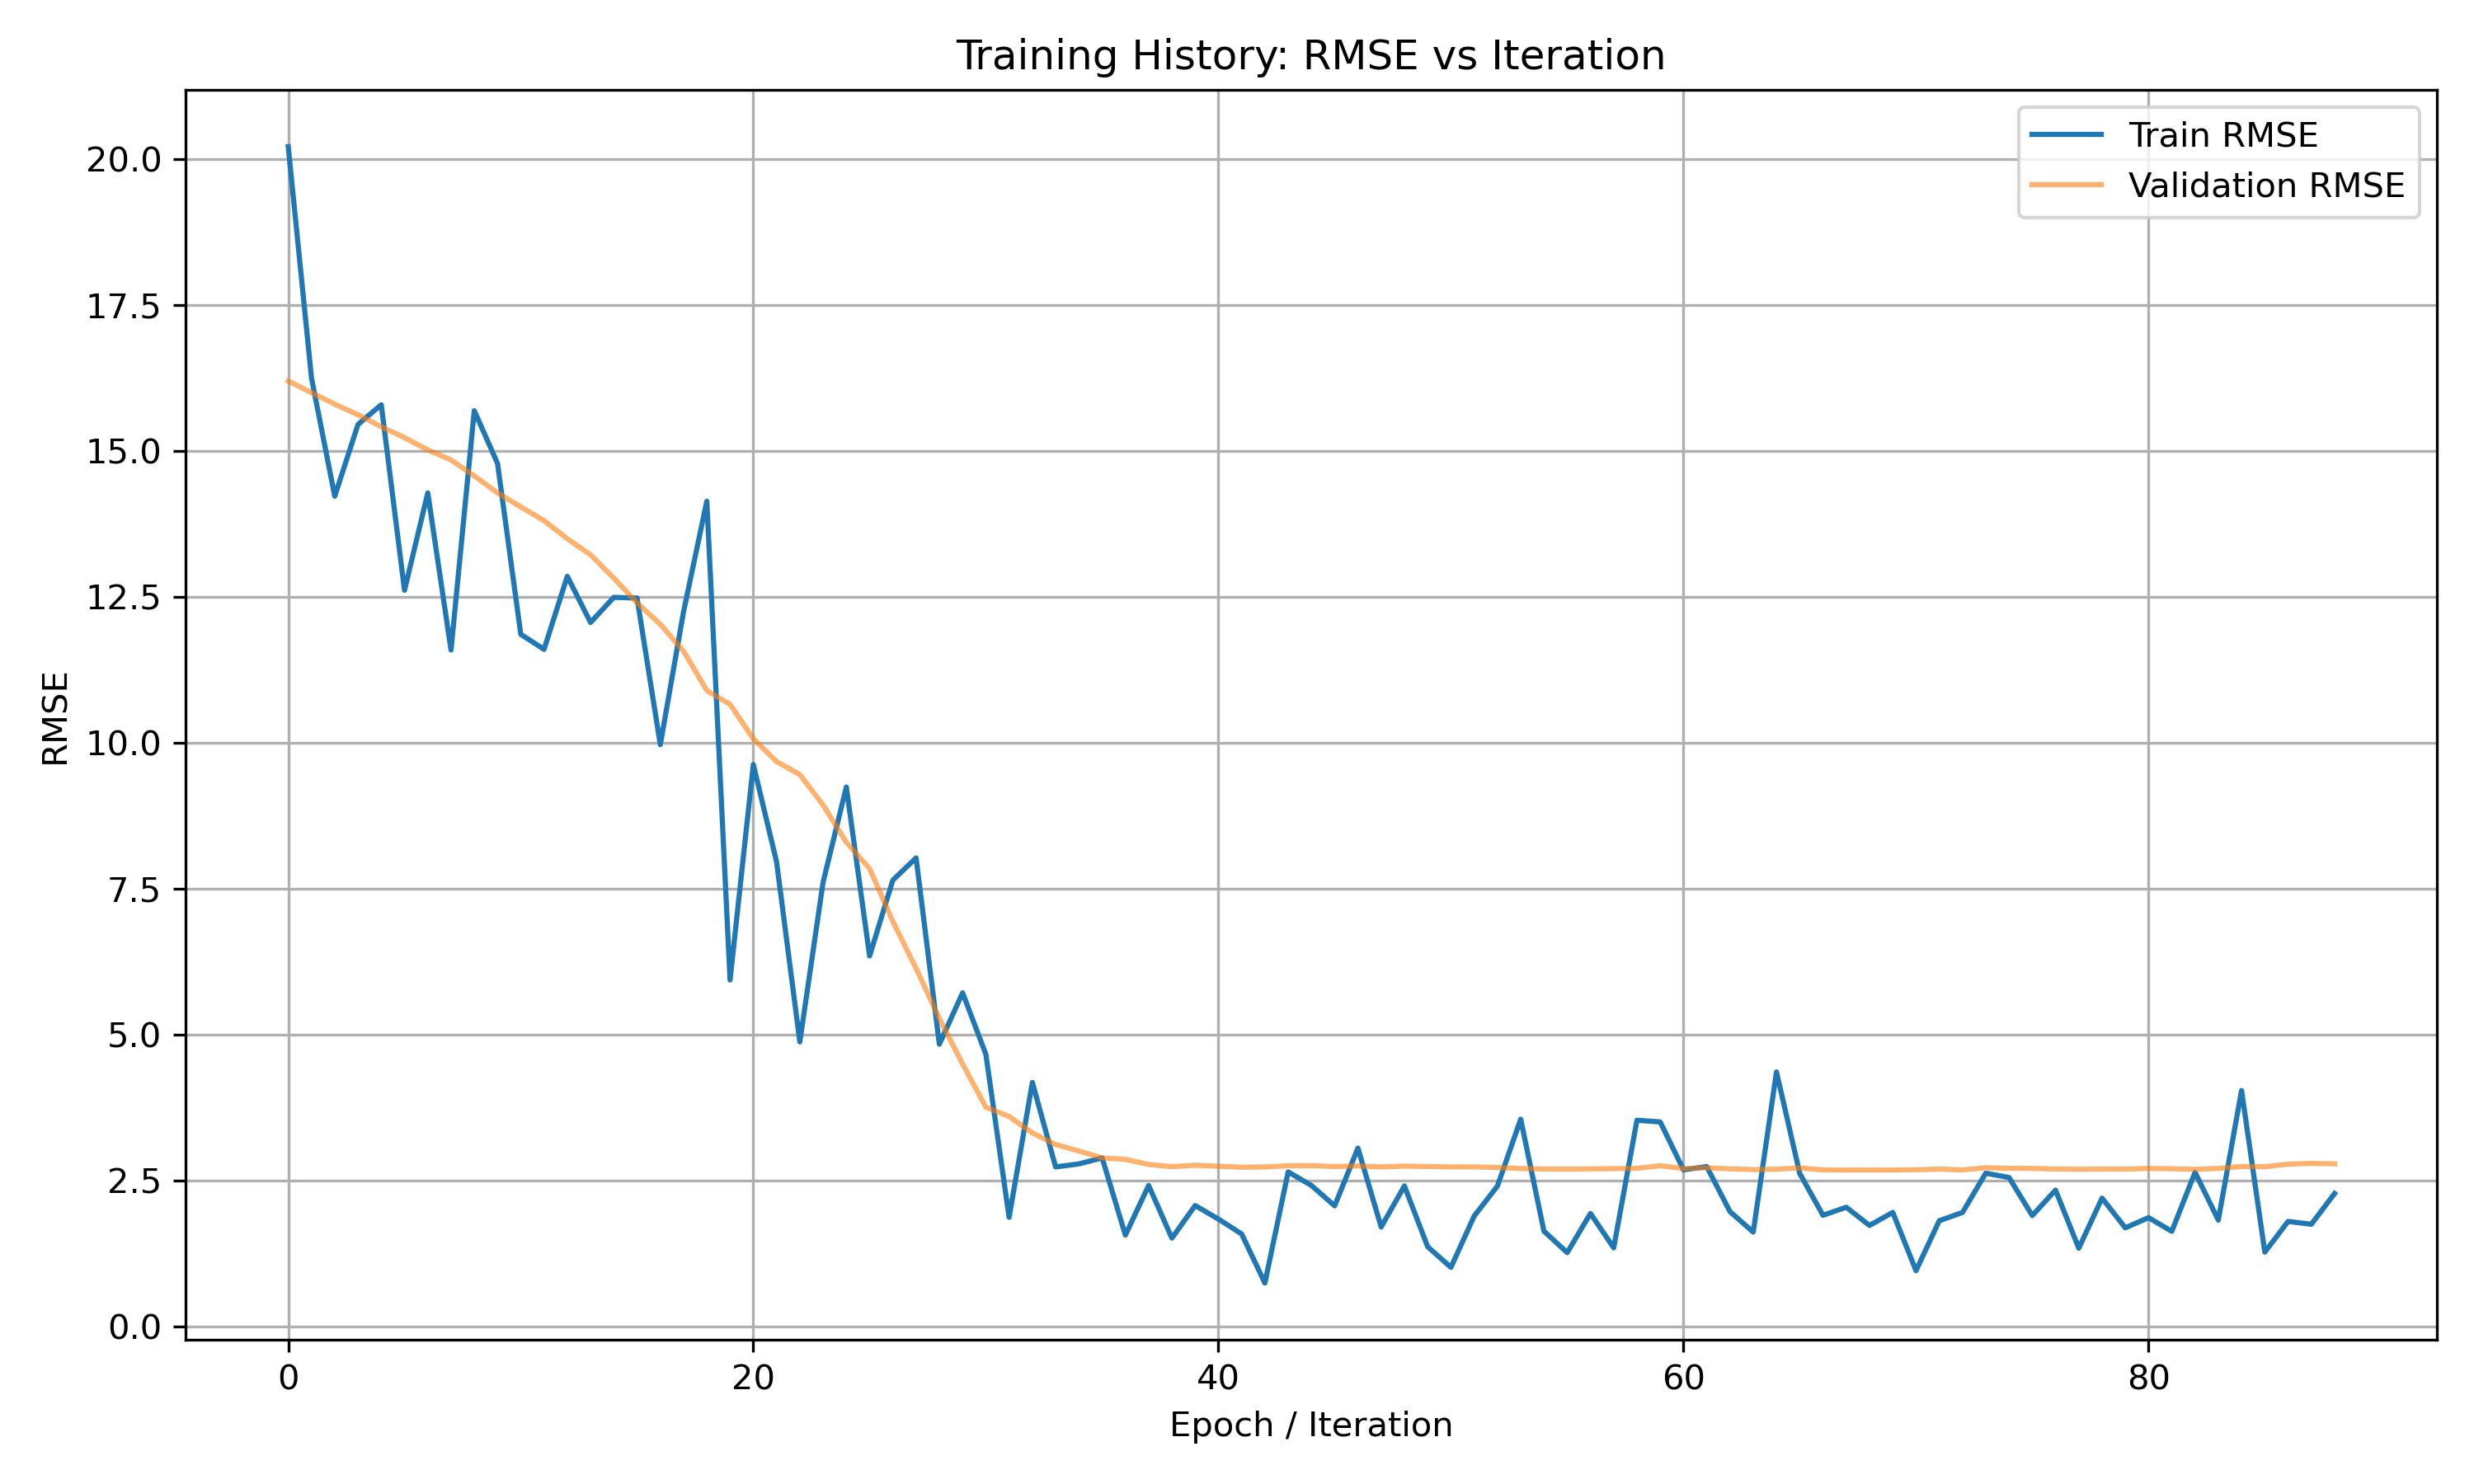 Training History: RMSE vs Iteration
Train RMSE
Validation RMSE
20.0
17.5
15.0
12.5
10.0
7.5
5.0
2.5
0.0
RMSE
0 20 40 60 80
Epoch / Iteration